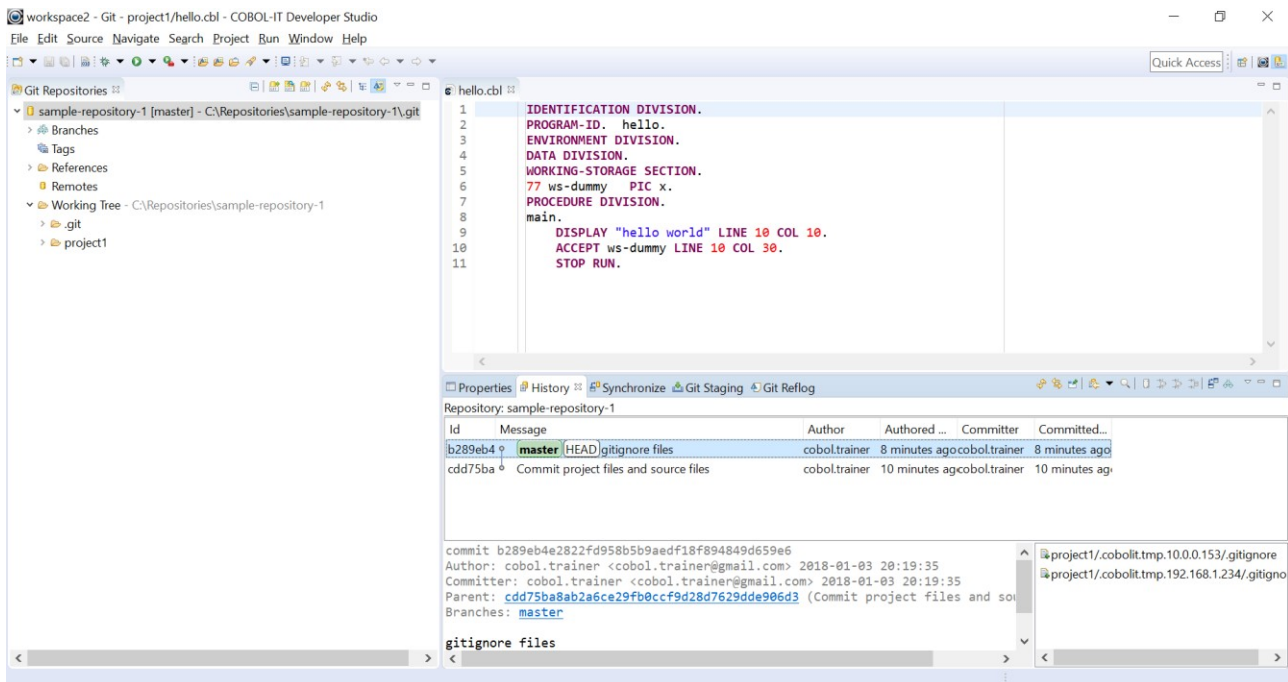 workspace2 - Git - project1/hello.cbl - COBOL-IT Developer Studio
File Edit Source Navigate Search Project Run Window Help
Quick Access
Git Repositories
sample-repository-1 [master] - C:\Repositories\sample-repository-1\.git
Branches
Tags
References
Remotes
Working Tree - C:\Repositories\sample-repository-1
.git
project1
hello.cbl
1 IDENTIFICATION DIVISION.
2 PROGRAM-ID. hello.
3 ENVIRONMENT DIVISION.
4 DATA DIVISION.
5 WORKING-STORAGE SECTION.
6 77 ws-dummy PIC x.
7 PROCEDURE DIVISION.
8 main.
9 DISPLAY "hello world" LINE 10 COL 10.
10 ACCEPT ws-dummy LINE 10 COL 30.
11 STOP RUN.
Properties History Synchronize Git Staging Git Reflog
Repository: sample-repository-1
Id Message Author Authored ... Committer Committed...
b289eb4 master HEAD gitignore files cobol.trainer 8 minutes ago cobol.trainer 8 minutes ago
cdd75ba Commit project files and source files cobol.trainer 10 minutes ag cobol.trainer 10 minutes ag
commit b289eb4e2822fd958b5b9aedf18f894849d659e6
Author: cobol.trainer <cobol.trainer@gmail.com> 2018-01-03 20:19:35
Committer: cobol.trainer <cobol.trainer@gmail.com> 2018-01-03 20:19:35
Parent: cdd75ba8ab2a6ce29fb0ccf9d28d7629dde906d3 (Commit project files and sou
Branches: master
gitignore files
project1/.cobolit.tmp.10.0.0.153/.gitignore
project1/.cobolit.tmp.192.168.1.234/.gitigno